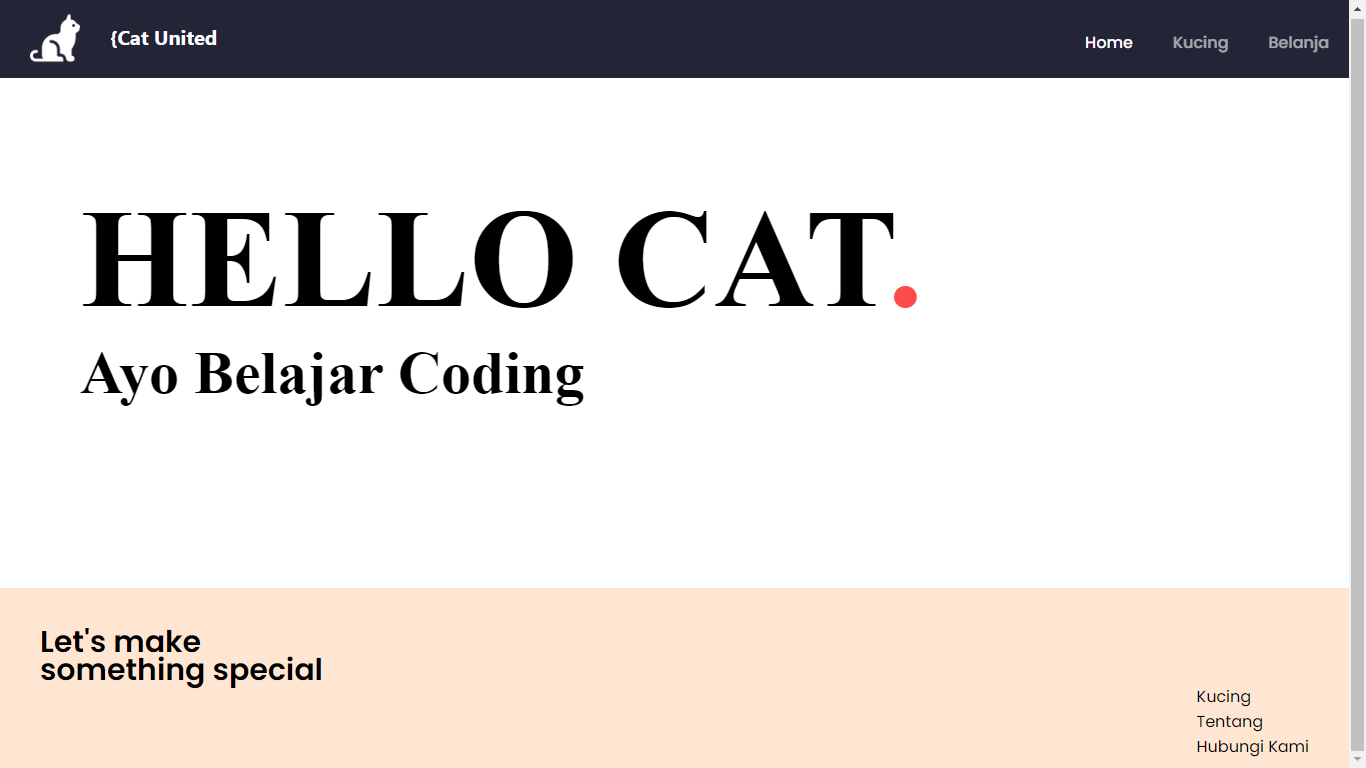 {Cat United
Home
Kucing
Belanja
HELLO CAT.
Ayo Belajar Coding
Let's make
something special
Kucing
Tentang
Hubungi Kami